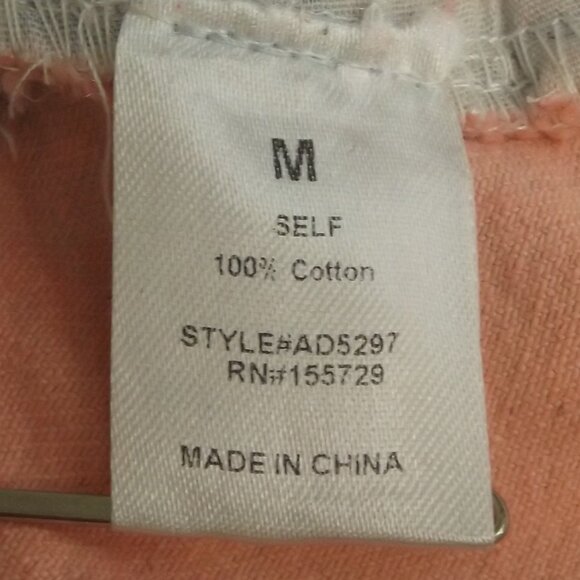 M
SELF
100% Cotton
STYLE#AD5297
RN#155729
MADE IN CHINA